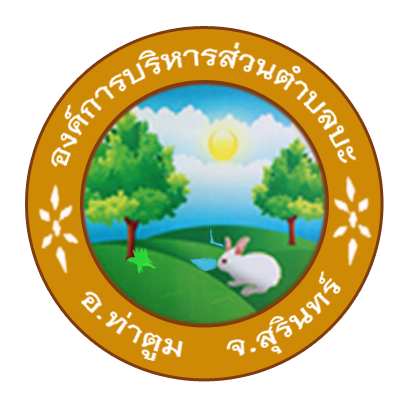 องค์การบริหารส่วนตำบลบะ
อ.ท่าตูม จ.สุรินทร์